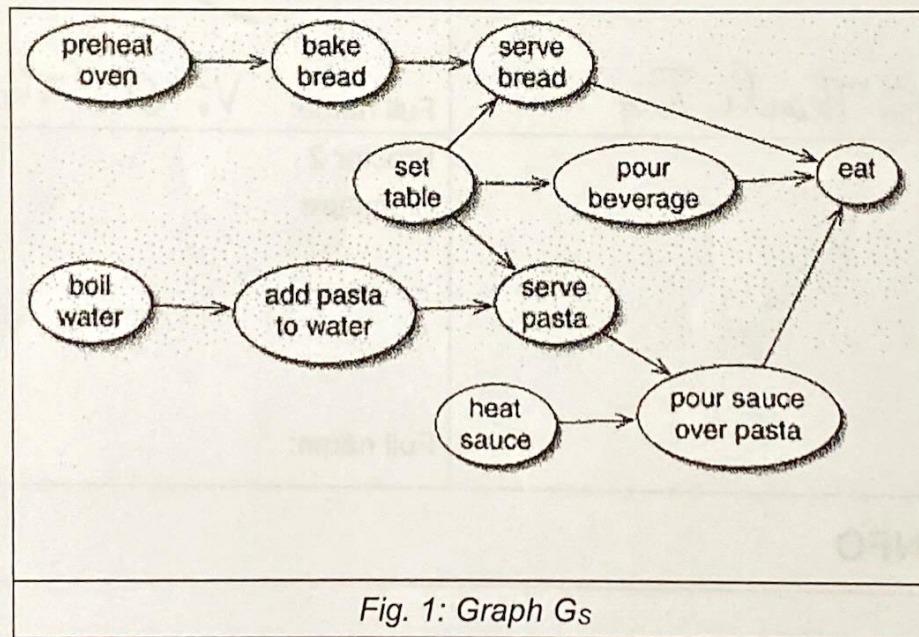 preheat
oven
bake
bread
serve
bread
set
table
pour
beverage
eat
boil
water
add pasta
to water
serve
pasta
heat
sauce
pour sauce
over pasta
Fig. 1: Graph GS